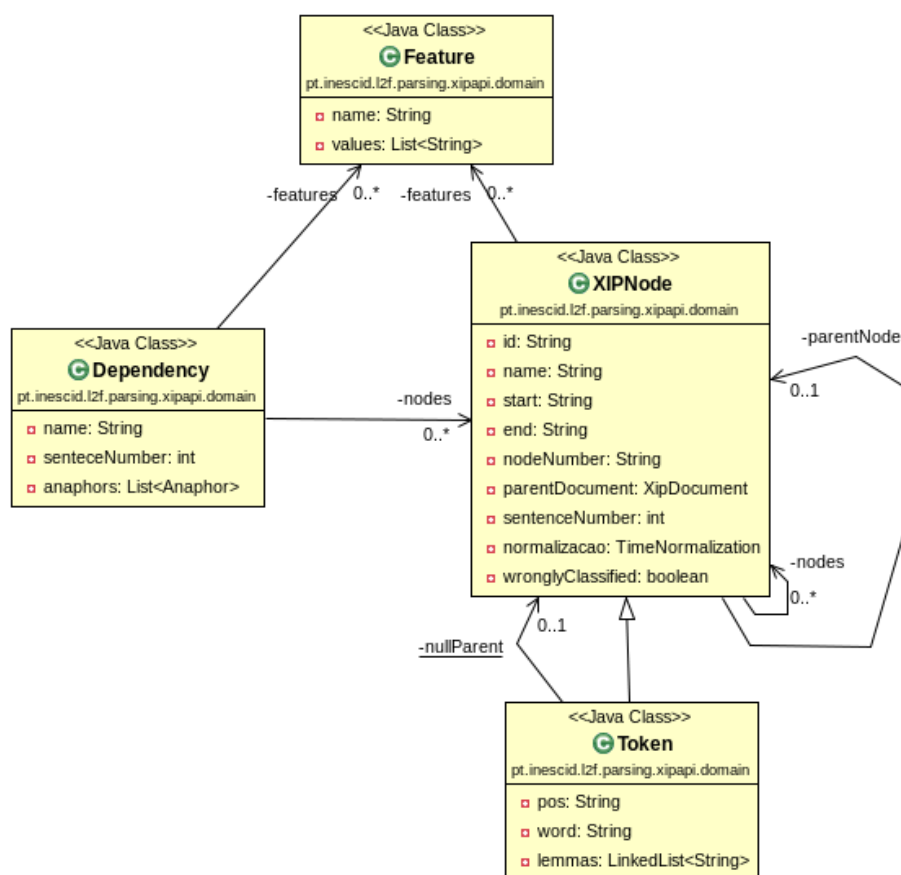 <<Java Class>>
Feature
pt.inescid.l2f.parsing.xipapi.domain
name: String
values: List<String>
-features 0..*
-features 0..*
<<Java Class>>
XIPNode
pt.inescid.l2f.parsing.xipapi.domain
id: String
name: String
start: String
end: String
nodeNumber: String
parentDocument: XipDocument
sentenceNumber: int
normalizacao: TimeNormalization
wronglyClassified: boolean
-parentNode
0..1
<<Java Class>>
Dependency
pt.inescid.l2f.parsing.xipapi.domain
name: String
senteceNumber: int
anaphors: List<Anaphor>
-nodes
0..*
-nodes
0..*
-nullParent
0..1
<<Java Class>>
Token
pt.inescid.l2f.parsing.xipapi.domain
pos: String
word: String
lemmas: LinkedList<String>